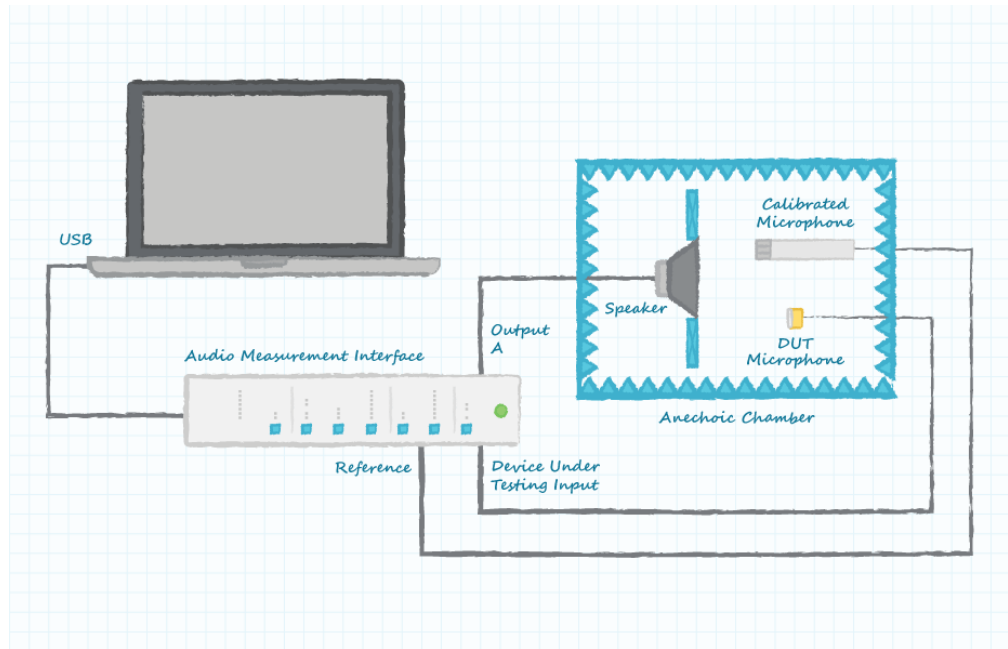 USB
Audio Measurement Interface
Output
A
Reference
Device Under
Testing Input
Speaker
Calibrated
Microphone
DUT
Microphone
Anechoic Chamber